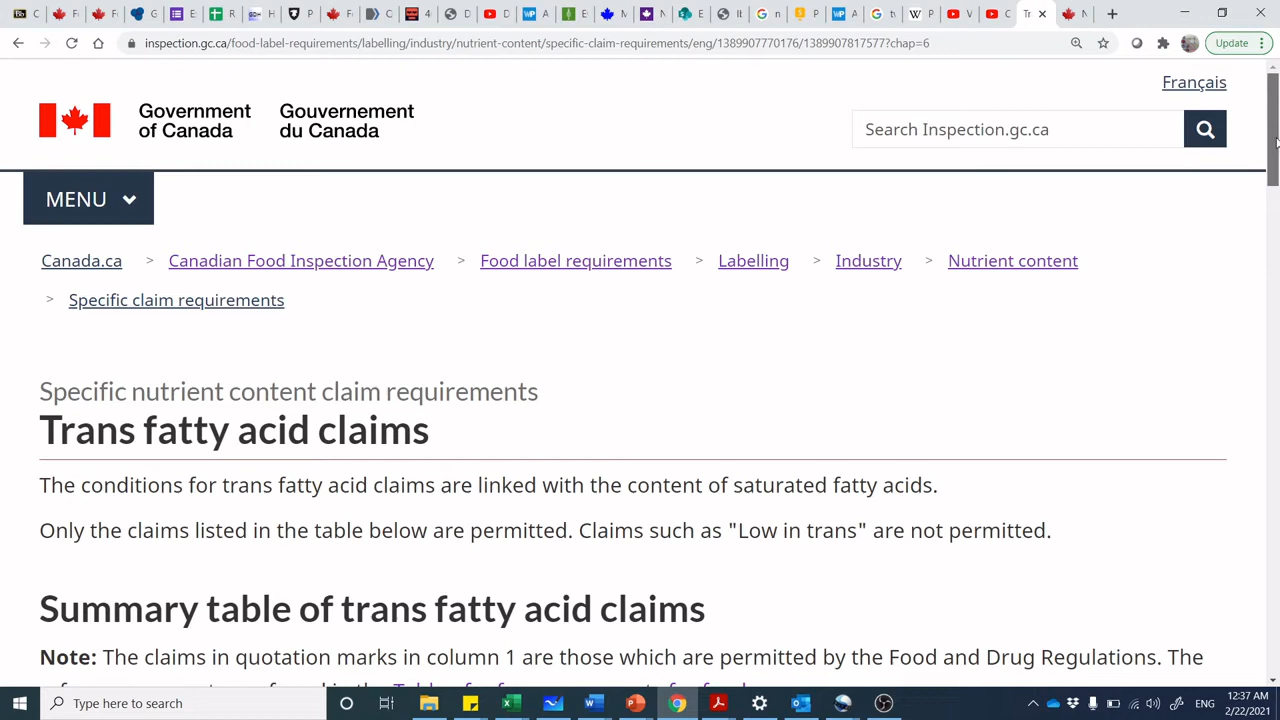 Tr
inspection.gc.ca/food-label-requirements/labelling/industry/nutrient-content/specific-claim-requirements/eng/1389907770176/1389907817577?chap=6
Update
Français
Government of Canada
Gouvernement du Canada
Search Inspection.gc.ca
MENU
Canada.ca > Canadian Food Inspection Agency > Food label requirements > Labelling > Industry > Nutrient content
> Specific claim requirements
Specific nutrient content claim requirements
Trans fatty acid claims
The conditions for trans fatty acid claims are linked with the content of saturated fatty acids.
Only the claims listed in the table below are permitted. Claims such as "Low in trans" are not permitted.
Summary table of trans fatty acid claims
Note: The claims in quotation marks in column 1 are those which are permitted by the Food and Drug Regulations. The
Type here to search
ENG
12:37 AM
2/22/2021